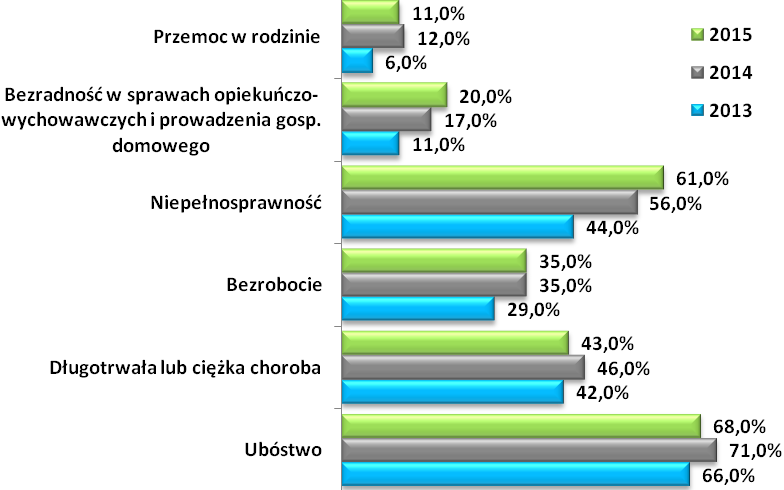 Przemoc w rodzinie
11,0%
12,0%
6,0%
Bezradność w sprawach opiekuńczo-
wychowawczych i prowadzenia gosp.
domowego
20,0%
17,0%
11,0%
Niepełnosprawność
61,0%
56,0%
44,0%
Bezrobocie
35,0%
35,0%
29,0%
Długotrwała lub ciężka choroba
43,0%
46,0%
42,0%
Ubóstwo
68,0%
71,0%
66,0%
2015
2014
2013